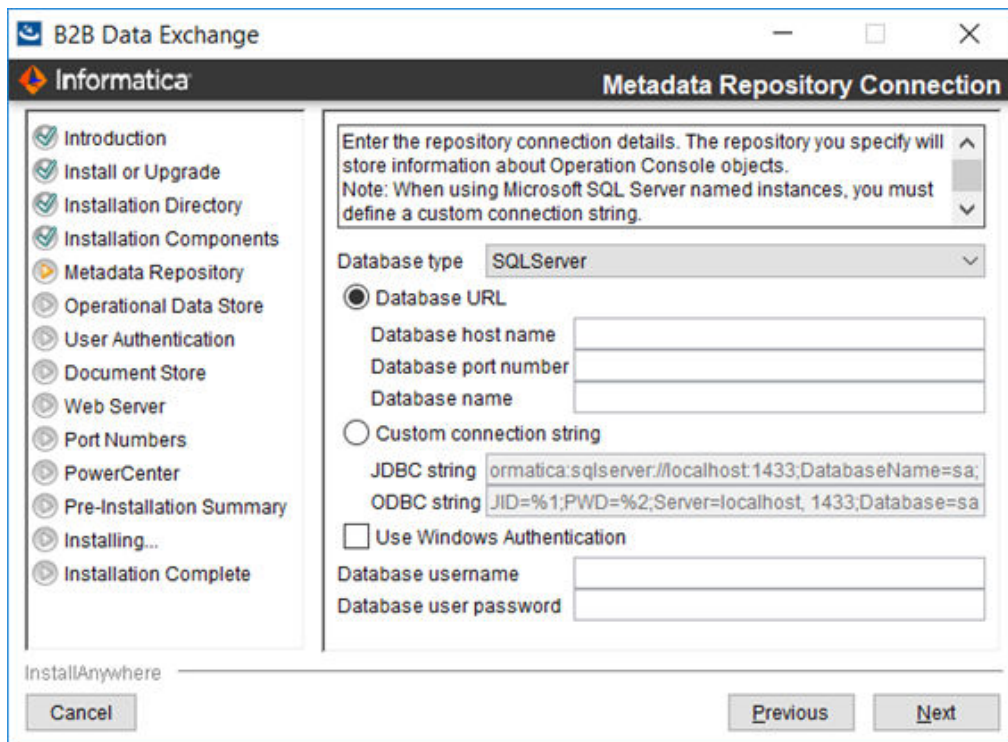 B2B Data Exchange
Informatica
Metadata Repository Connection
Introduction
Install or Upgrade
Installation Directory
Installation Components
Metadata Repository
Operational Data Store
User Authentication
Document Store
Web Server
Port Numbers
PowerCenter
Pre-Installation Summary
Installing...
Installation Complete
Enter the repository connection details. The repository you specify will
store information about Operation Console objects.
Note: When using Microsoft SQL Server named instances, you must
define a custom connection string.
Database type SQLServer
Database URL
Database host name
Database port number
Database name
Custom connection string
JDBC string ormatica:sqlserver://localhost:1433;DatabaseName=sa;
ODBC string JID=%1;PWD=%2;Server=localhost, 1433;Database=sa
Use Windows Authentication
Database username
Database user password
InstallAnywhere
Cancel
Previous
Next